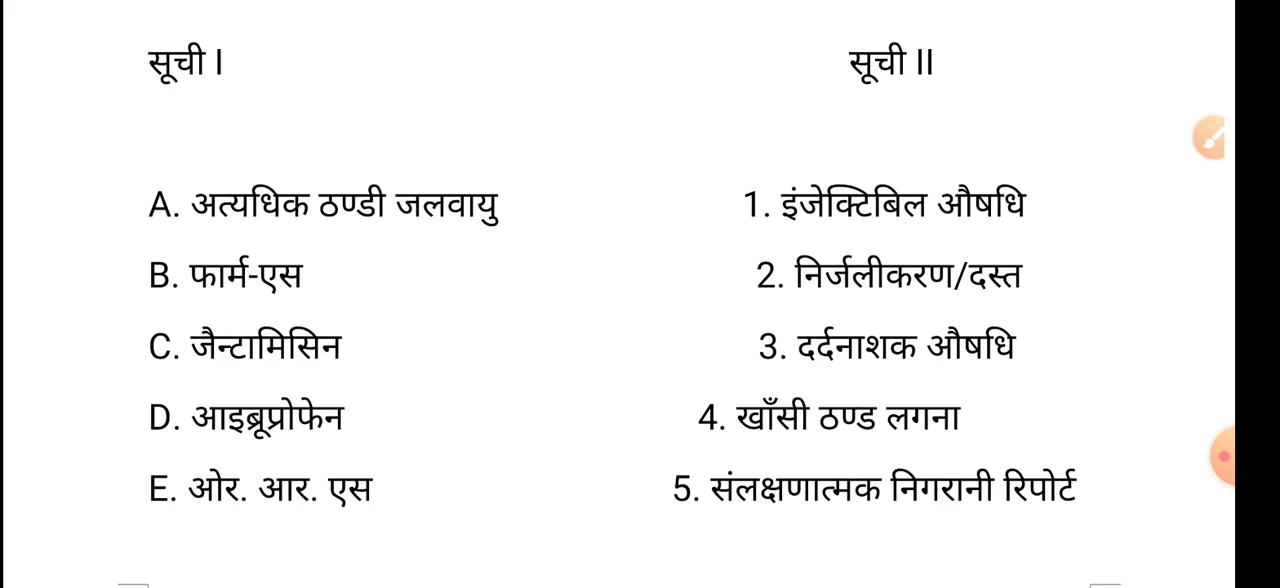 सूची I सूची II
A. अत्यधिक ठण्डी जलवायु 1. इंजेक्टिबिल औषधि
B. फार्म-एस 2. निर्जलीकरण/दस्त
C. जैन्टामिसिन 3. दर्दनाशक औषधि
D. आइब्रूप्रोफेन 4. खाँसी ठण्ड लगना
E. ओर. आर. एस 5. संलक्षणात्मक निगरानी रिपोर्ट